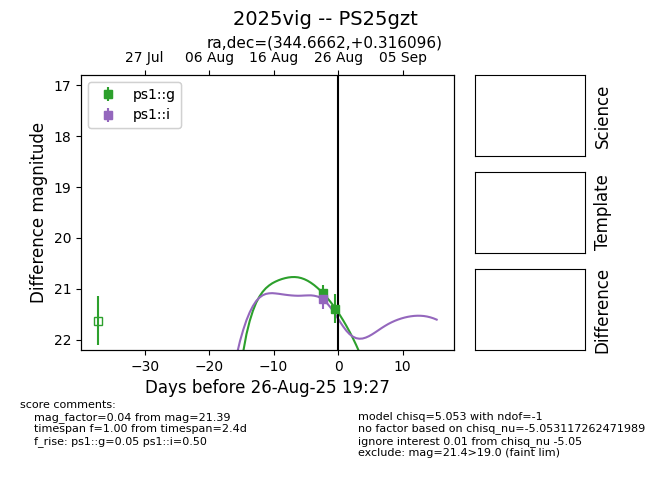 2025vig -- PS25gzt
ra,dec=(344.6662,+0.316096)
27 Jul 06 Aug 16 Aug 26 Aug 05 Sep
ps1::g
ps1::i
17
18
19
20
21
22
Difference magnitude
−30 −20 −10 0 10
Days before 26-Aug-25 19:27
Science
Template
Difference
score comments:
mag_factor=0.04 from mag=21.39
timespan f=1.00 from timespan=2.4d
f_rise: ps1::g=0.05 ps1::i=0.50
model chisq=5.053 with ndof=-1
no factor based on chisq_nu=-5.053117262471989
ignore interest 0.01 from chisq_nu -5.05
exclude: mag=21.4>19.0 (faint lim)